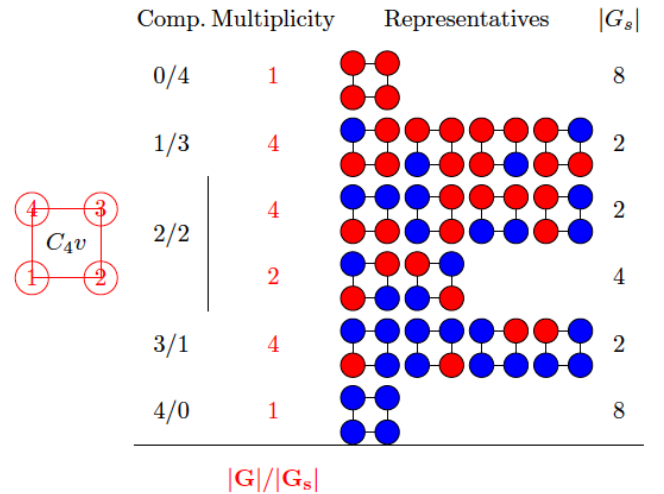 Comp. Multiplicity Representatives |G_s|
0/4 1 8
1/3 4 2
4 2
2/2
2 4
3/1 4 2
4/0 1 8
4 3
C_4v
1 2
|G|/|G_s|